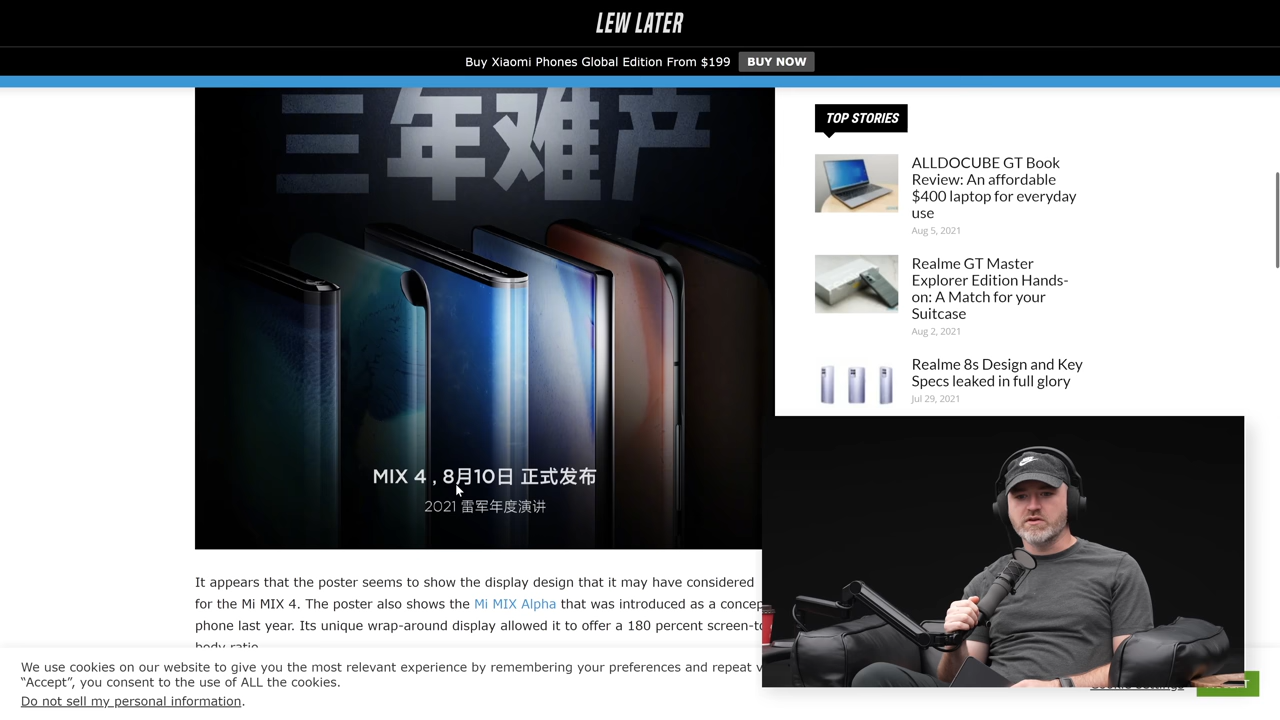 LEW LATER
Buy Xiaomi Phones Global Edition From $199 BUY NOW
三年难产
MIX 4 , 8月10日 正式发布
2021 雷军年度演讲
It appears that the poster seems to show the display design that it may have considered
for the Mi MIX 4. The poster also shows the Mi MIX Alpha that was introduced as a concep
phone last year. Its unique wrap-around display allowed it to offer a 180 percent screen-to
body ratio
TOP STORIES
ALLDOCUBE GT Book
Review: An affordable
$400 laptop for everyday
use
Aug 5, 2021
Realme GT Master
Explorer Edition Hands-
on: A Match for your
Suitcase
Aug 2, 2021
Realme 8s Design and Key
Specs leaked in full glory
Jul 29, 2021
We use cookies on our website to give you the most relevant experience by remembering your preferences and repeat v
“Accept”, you consent to the use of ALL the cookies.
Do not sell my personal information.